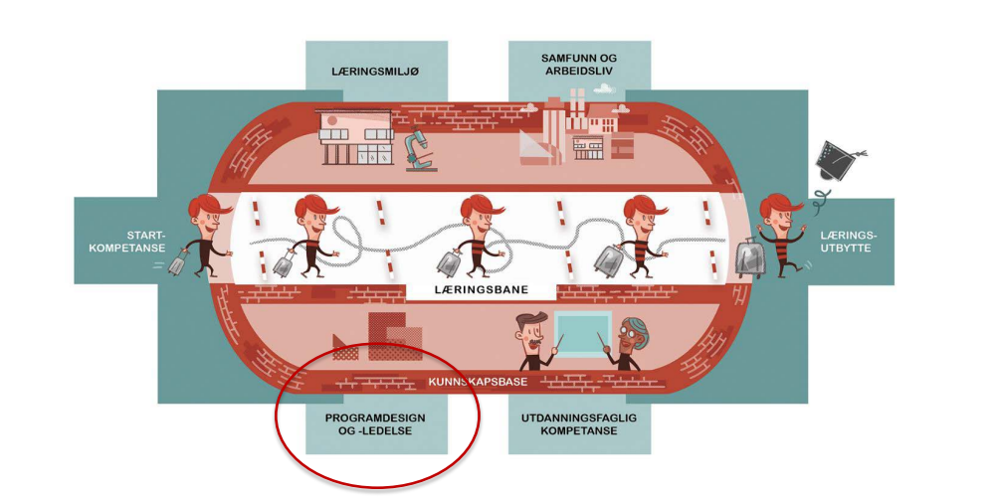 LÆRINGSMILJØ
SAMFUNN OG
ARBEIDSLIV
START-
KOMPETANSE
LÆRINGS-
UTBYTTE
LÆRINGSBANE
KUNNSKAPSBASE
PROGRAMDESIGN
OG -LEDELSE
UTDANNINGSFAGLIG
KOMPETANSE